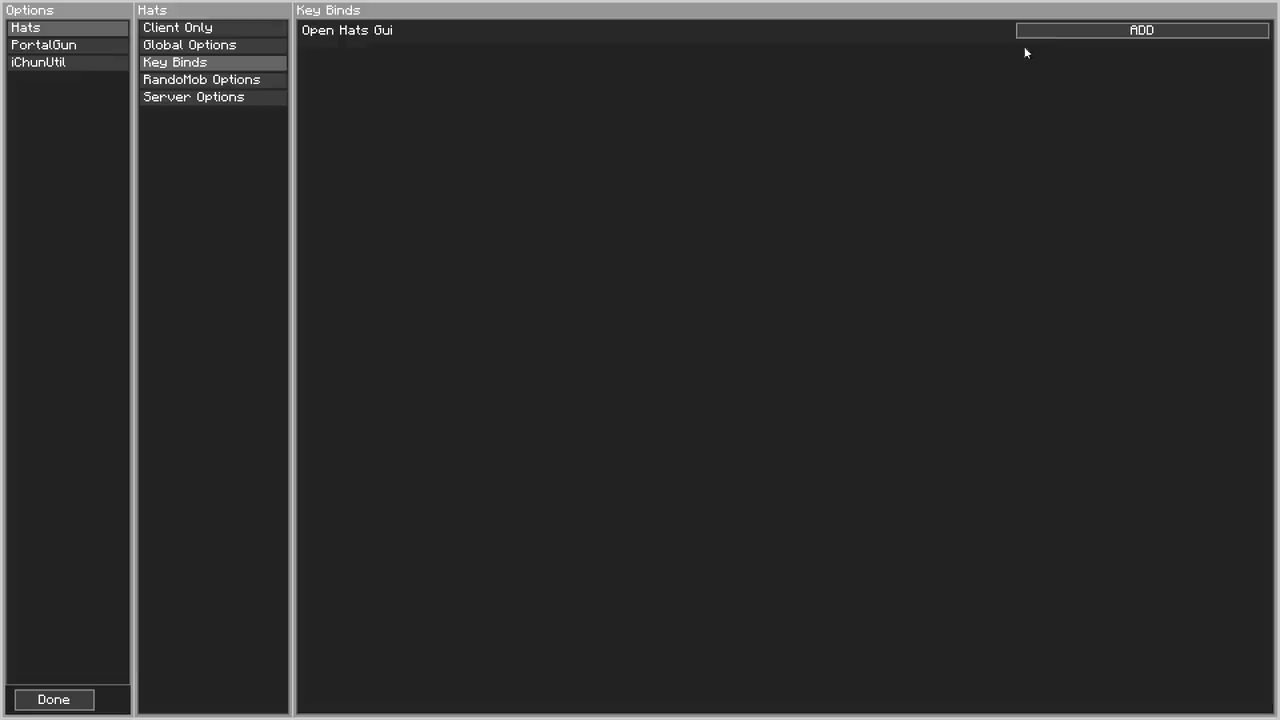 Options
Hats
PortalGun
iChunUtil
Done
Hats
Client Only
Global Options
Key Binds
RandoMob Options
Server Options
Key Binds
Open Hats Gui
ADD